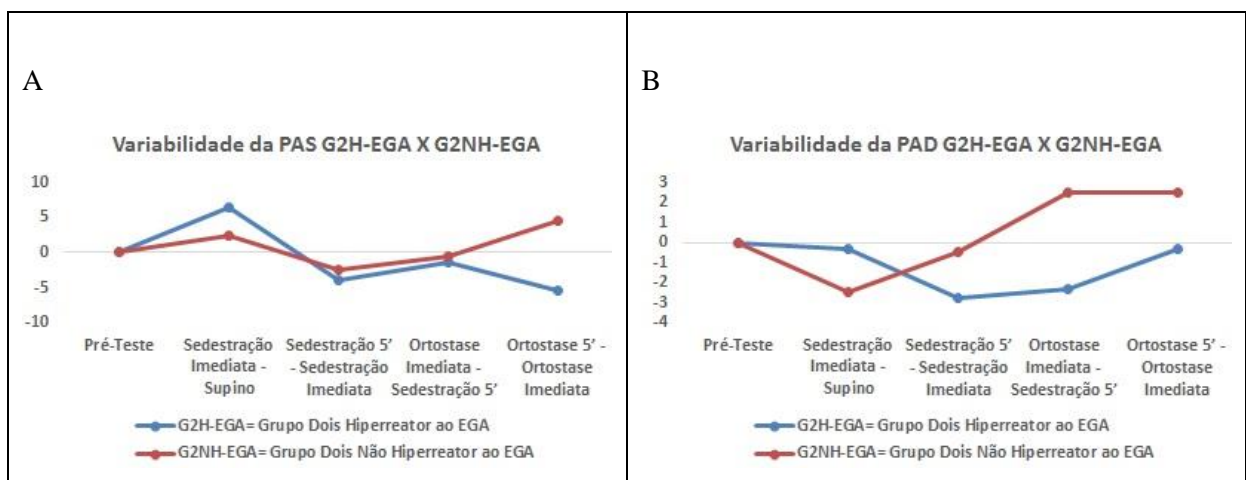 A
Variabilidade da PAS G2H-EGA X G2NH-EGA
10
5
0
-5
-10
Pré-Teste
Sedestração
Imediata -
Supino
Sedestração 5’
- Sedestração
Imediata
Ortostase
Imediata -
Sedestração 5’
Ortostase 5’ -
Ortostase
Imediata
G2H-EGA= Grupo Dois Hiperreator ao EGA
G2NH-EGA= Grupo Dois Não Hiperreator ao EGA
B
Variabilidade da PAD G2H-EGA X G2NH-EGA
3
2
1
0
-1
-2
-3
-4
Pré-Teste
Sedestração
Imediata -
Supino
Sedestração 5’
- Sedestração
Imediata
Ortostase
Imediata -
Sedestração 5’
Ortostase 5’ -
Ortostase
Imediata
G2H-EGA= Grupo Dois Hiperreator ao EGA
G2NH-EGA= Grupo Dois Não Hiperreator ao EGA